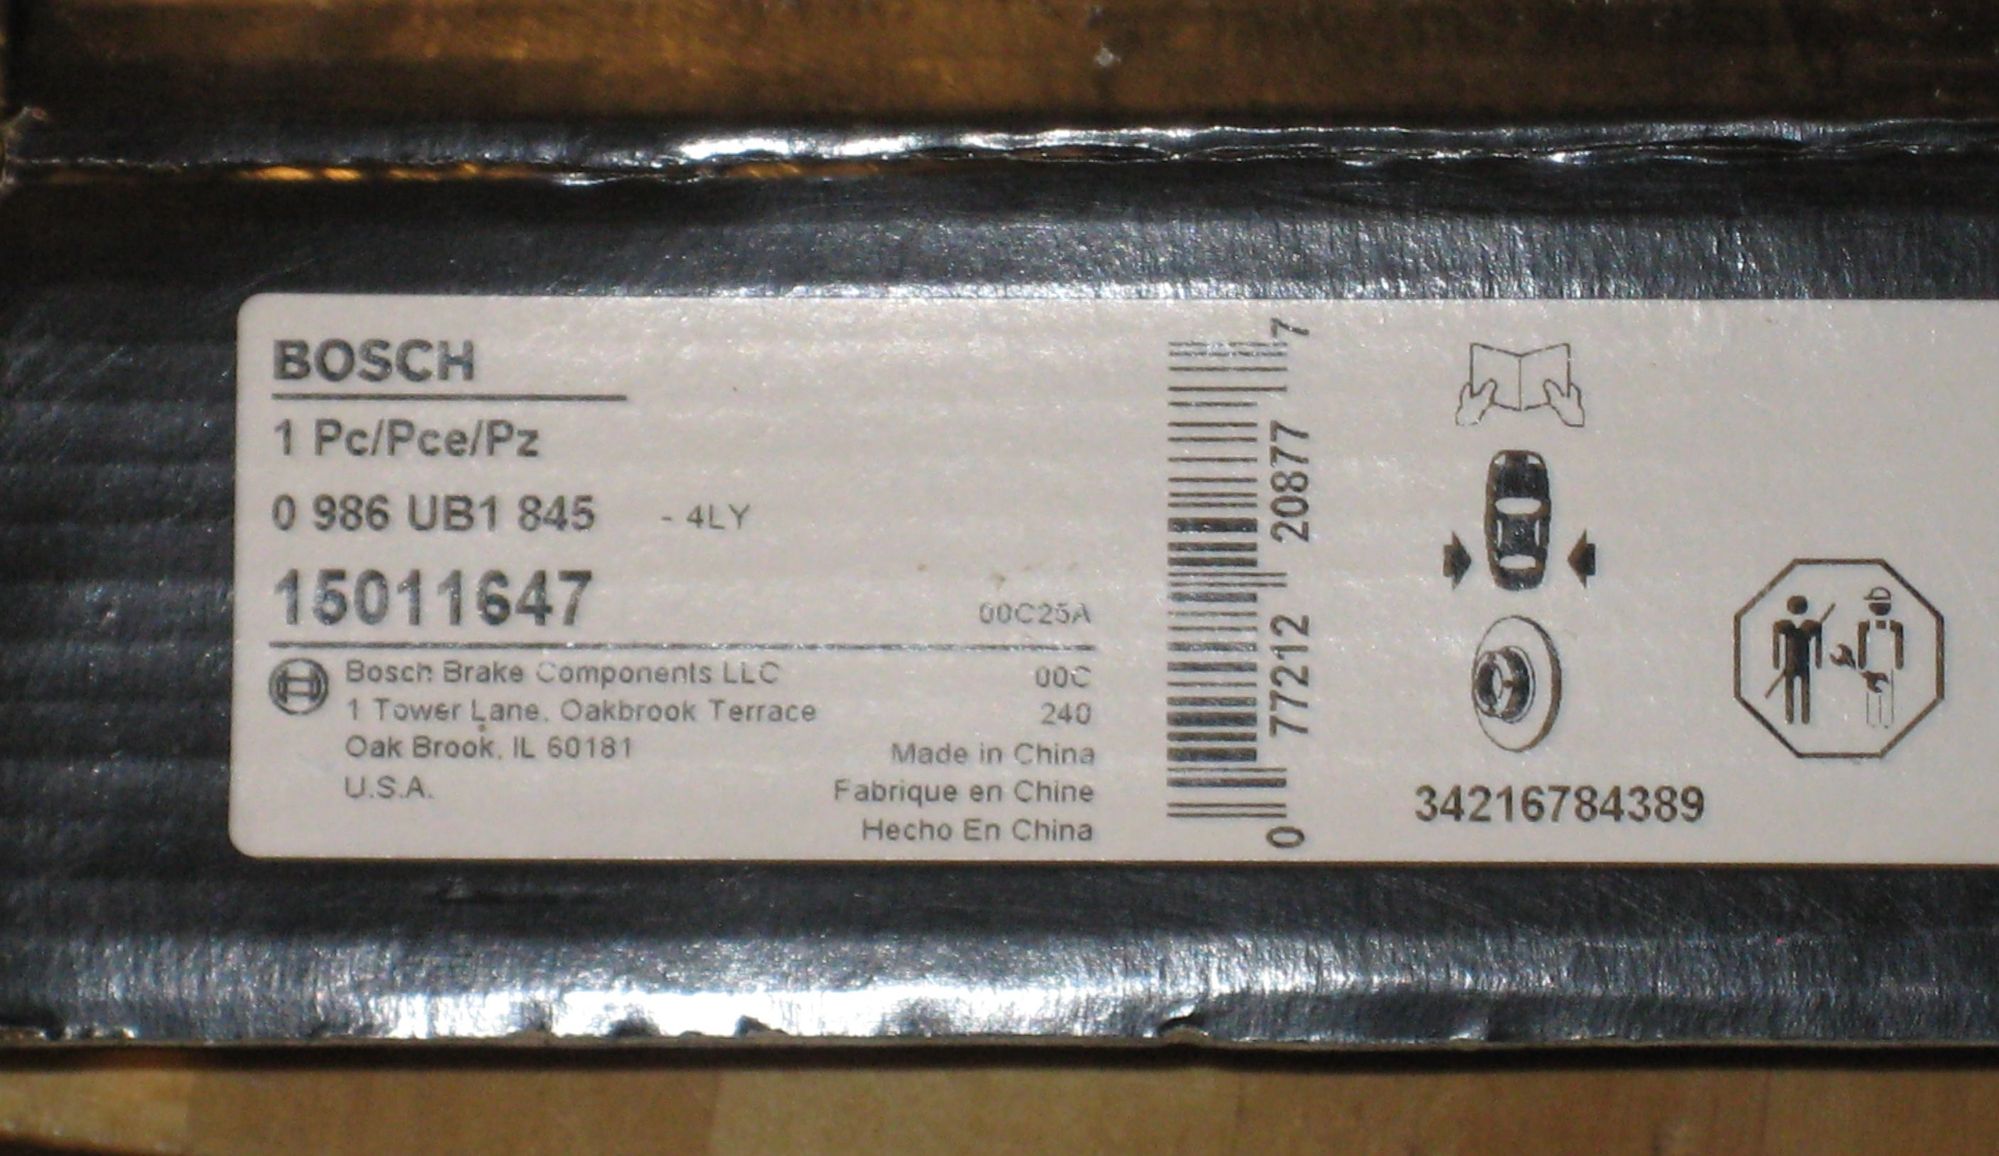 BOSCH
1 Pc/Pce/Pz
0 986 UB1 845 - 4LY
15011647 00C25A
Bosch Brake Components LLC 00C
1 Tower Lane, Oakbrook Terrace 240
Oak Brook, IL 60181 Made in China
U.S.A. Fabrique en Chine
Hecho En China
0 77212 20877 7
34216784389